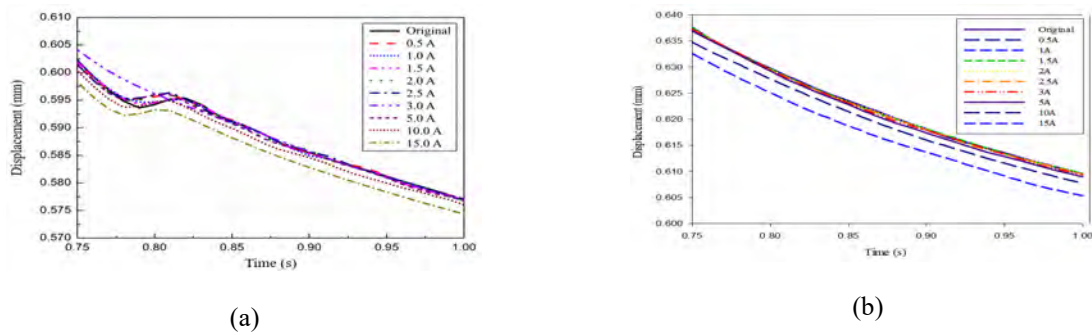 0.610
0.605
0.600
0.595
0.590
0.585
0.580
0.575
0.570
Displacement (mm)
0.75
0.80
0.85
0.90
0.95
1.00
Time (s)
Original
0.5 A
1.0 A
1.5 A
2.0 A
2.5 A
3.0 A
5.0 A
10.0 A
15.0 A
(a)
0.640
0.635
0.630
0.625
0.620
0.615
0.610
0.605
0.600
Displacement (mm)
0.75
0.80
0.85
0.90
0.95
1.00
Time (s)
Original
0.5A
1A
1.5A
2A
2.5A
3A
5A
10A
15A
(b)